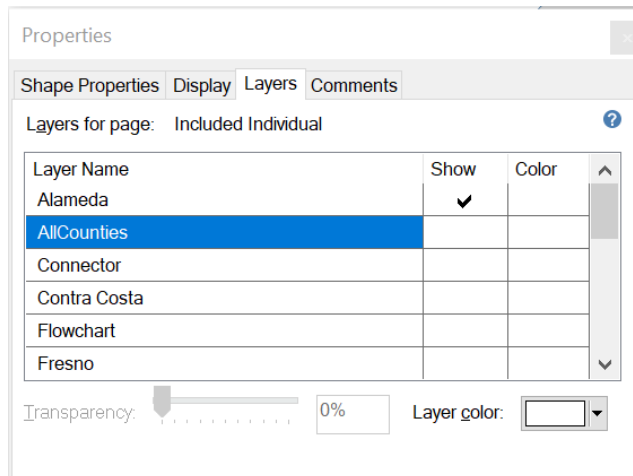 Properties
Shape Properties Display Layers Comments
Layers for page: Included Individual
Layer Name Show Color
Alameda
AllCounties
Connector
Contra Costa
Flowchart
Fresno
Transparency: 0% Layer color: